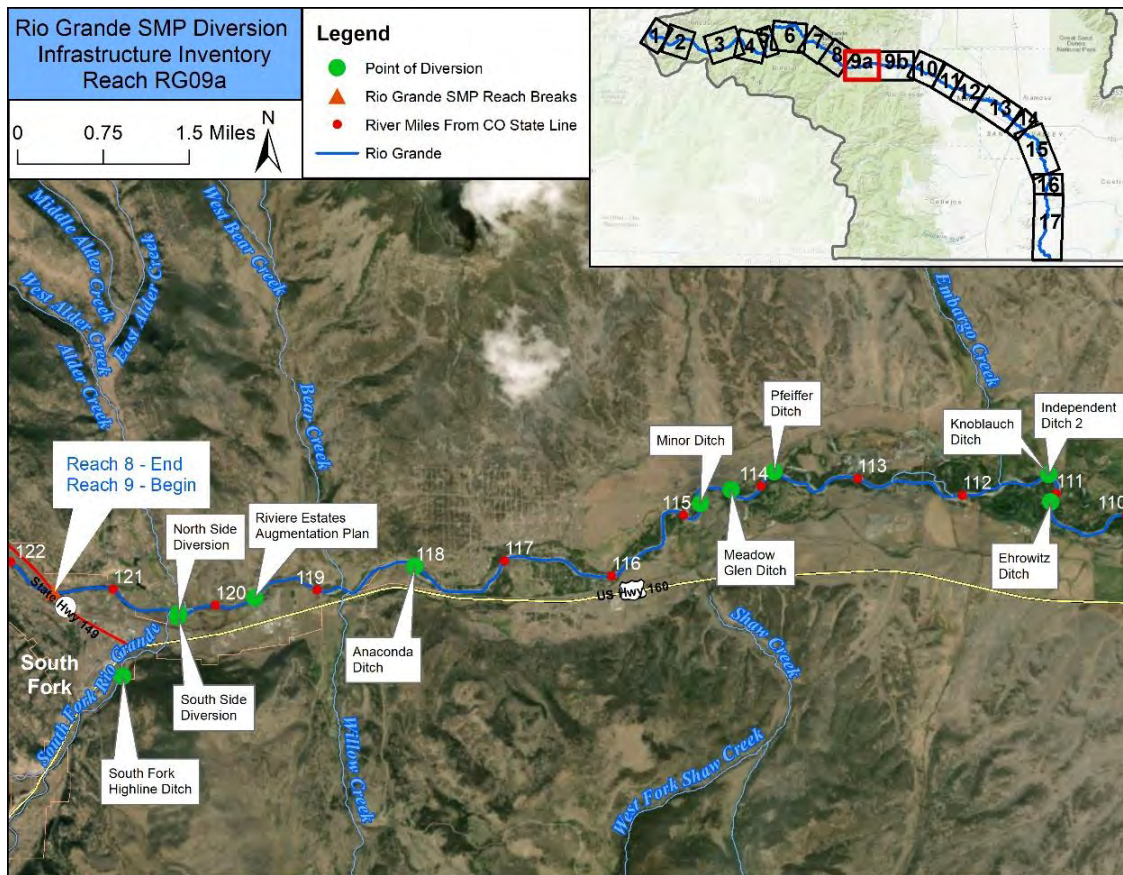 Rio Grande SMP Diversion
Infrastructure Inventory
Reach RG09a
0 0.75 1.5 Miles
N
Legend
Point of Diversion
Rio Grande SMP Reach Breaks
River Miles From CO State Line
Rio Grande
1
2
3
4
5
6
7
8
9a
9b
10
11
12
13
14
15
16
17
Middle Alder Creek
West Alder Creek
East Alder Creek
Alder Creek
West Bear Creek
Bear Creek
Embargo Creek
Reach 8 - End
Reach 9 - Begin
North Side
Diversion
Riviere Estates
Augmentation Plan
Minor Ditch
Pfeiffer
Ditch
Knoblauch
Ditch
Independent
Ditch 2
122
121
120
119
118
117
116
115
114
113
112
111
110
State Hwy 149
US Hwy 160
South
Fork
South Fork Rio Grande
South Fork
Highline Ditch
South Side
Diversion
Anaconda
Ditch
Meadow
Glen Ditch
Ehrowitz
Ditch
Willow Creek
Shaw Creek
West Fork Shaw Creek